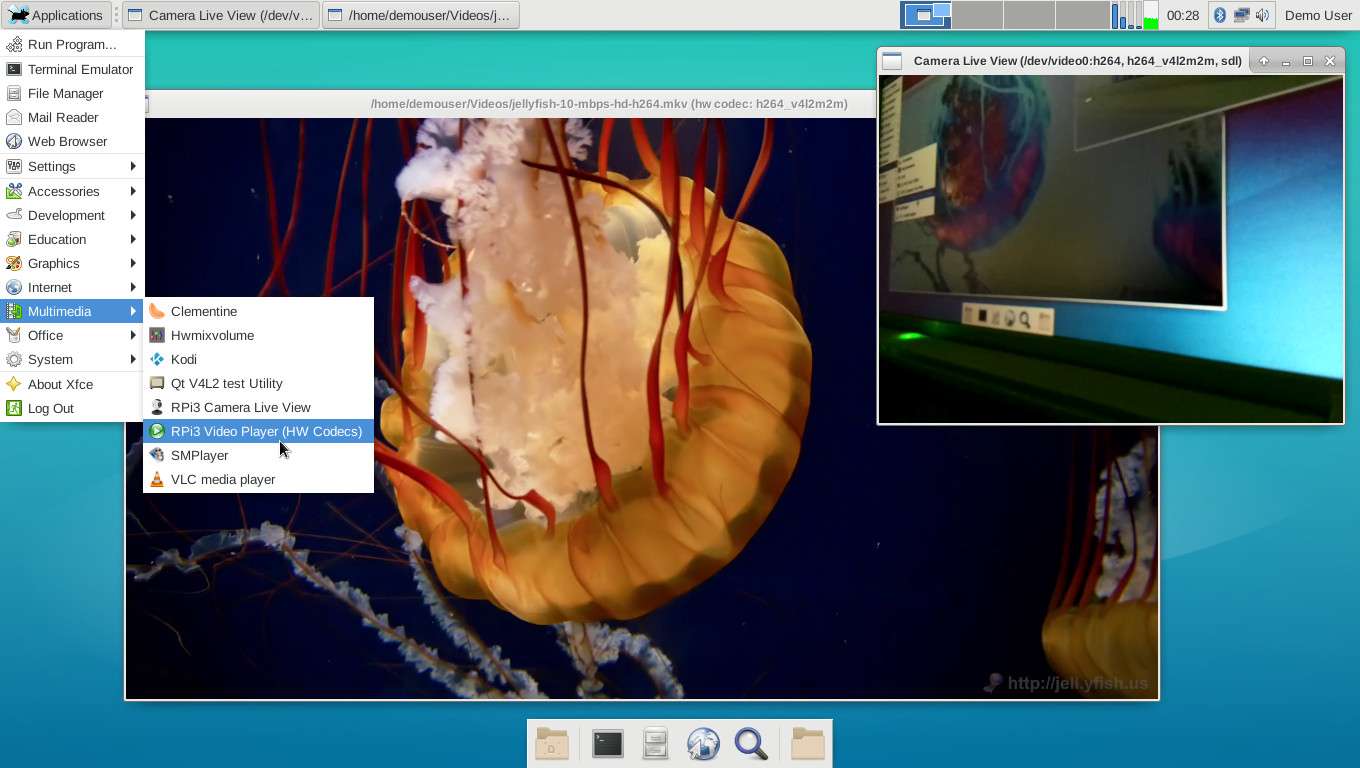 Applications
Camera Live View (/dev/v...
/home/demouser/Videos/j...
00:28
Demo User
Run Program...
Terminal Emulator
File Manager
Mail Reader
Web Browser
Settings
Accessories
Development
Education
Graphics
Internet
Multimedia
Office
System
About Xfce
Log Out
Clementine
Hwmixvolume
Kodi
Qt V4L2 test Utility
RPi3 Camera Live View
RPi3 Video Player (HW Codecs)
SMPlayer
VLC media player
/home/demouser/Videos/jellyfish-10-mbps-hd-h264.mkv (hw codec: h264_v4l2m2m)
Camera Live View (/dev/video0:h264, h264_v4l2m2m, sdl)
http://jell.yfish.us